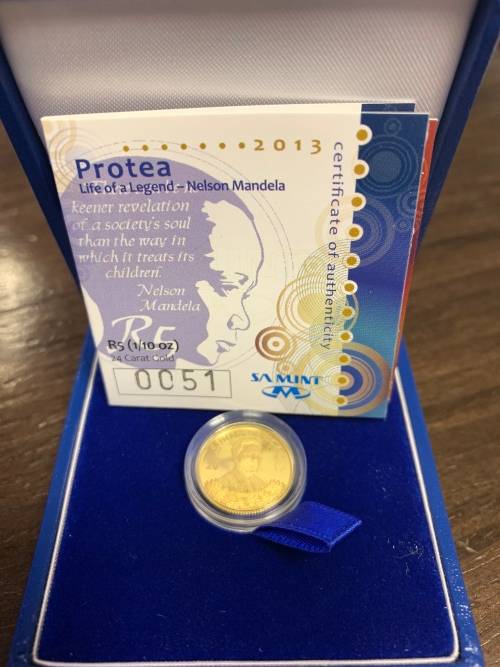 2013
Protea
Life of a Legend – Nelson Mandela
keener revelation
of a society's soul
than the way in
which it treats its
children.
Nelson
Mandela
R5
R5 (1/10 oz)
24 Carat Gold
0051
SA MINT
certificate of authenticity